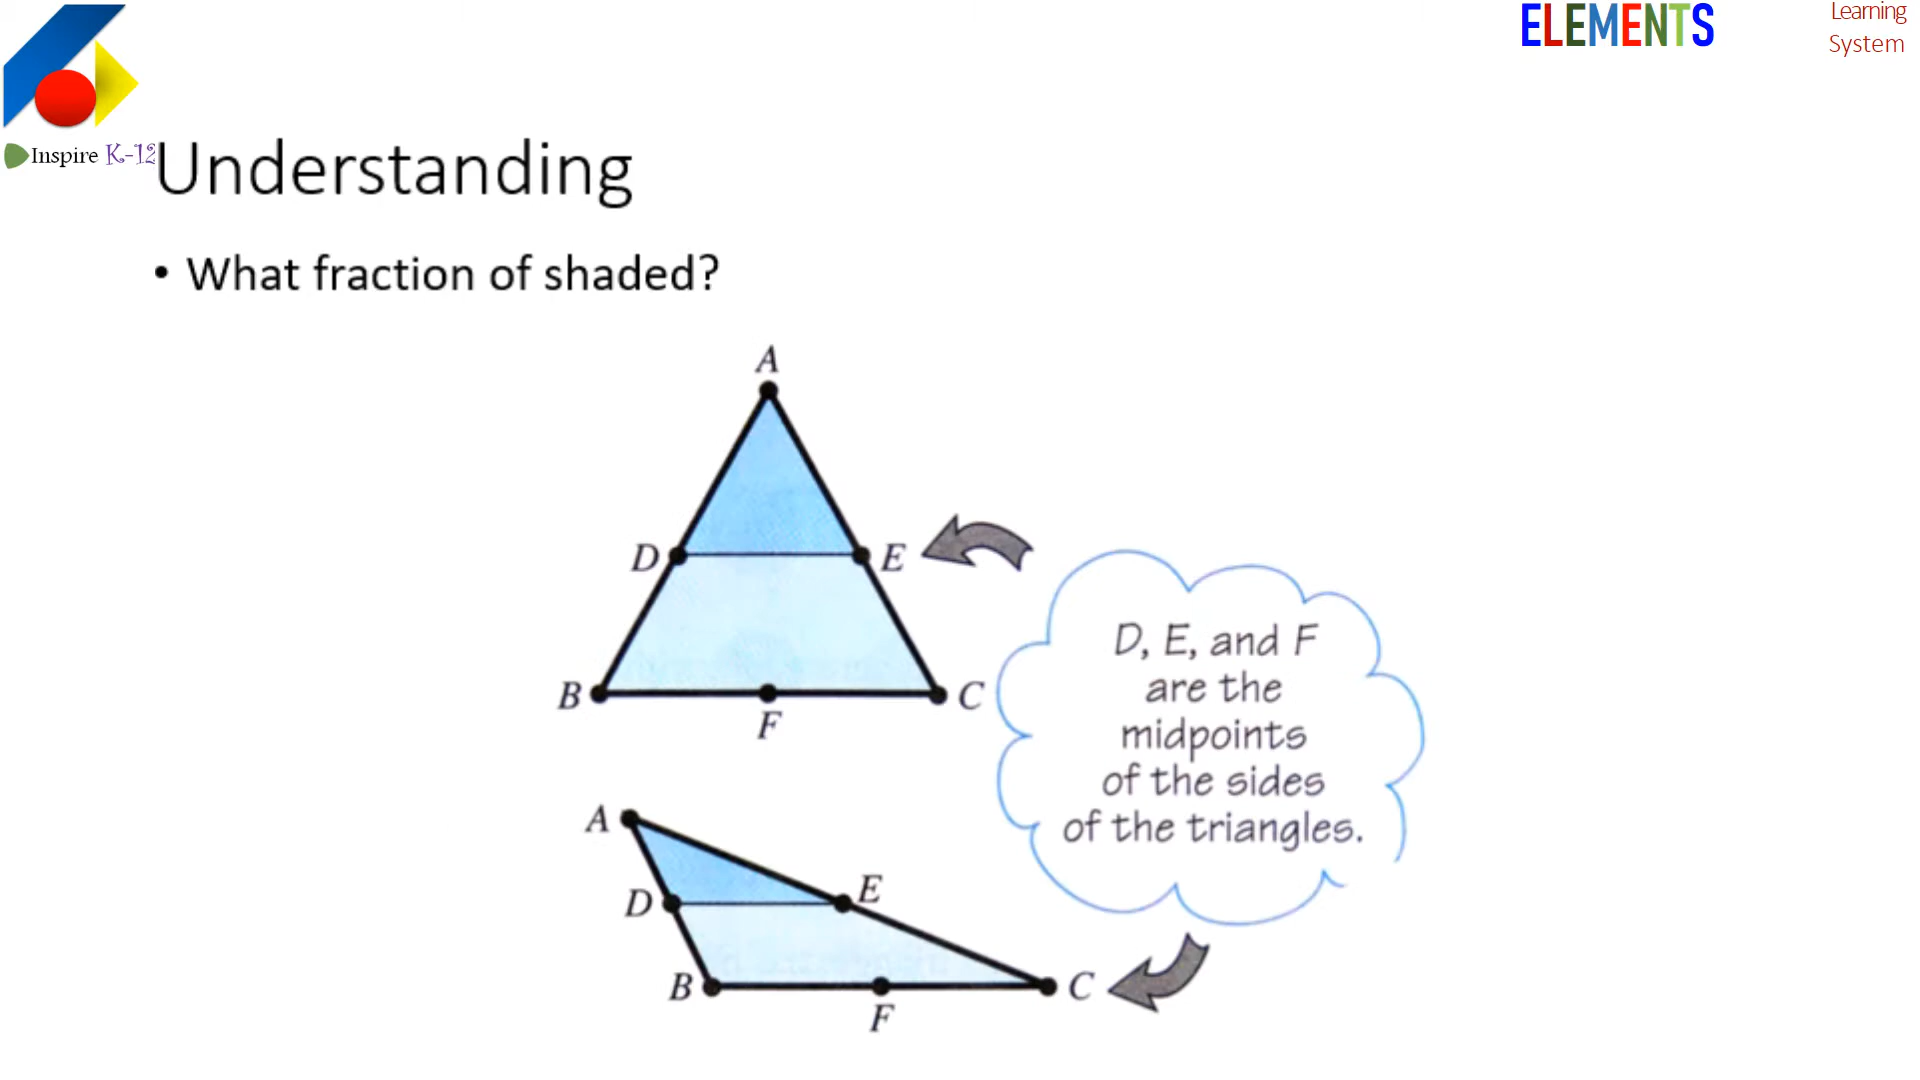 ELEMENTS
Learning
System
Inspire K-12
Understanding
• What fraction of shaded?
A
D
E
B
C
F
D, E, and F
are the
midpoints
of the sides
of the triangles.
A
D
E
B
C
F